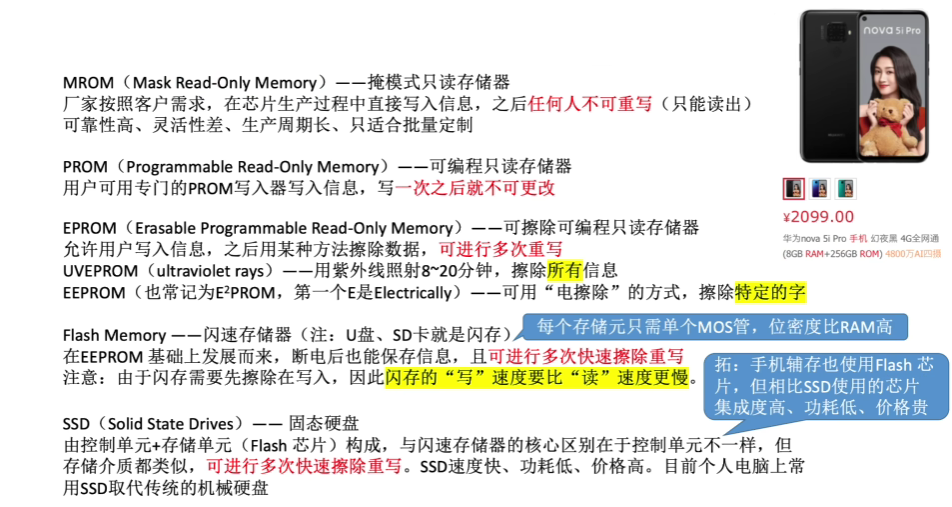 nova 5i Pro
MROM（Mask Read-Only Memory）——掩模式只读存储器
厂家按照客户需求，在芯片生产过程中直接写入信息，之后任何人不可重写（只能读出）
可靠性高、灵活性差、生产周期长、只适合批量定制
PROM（Programmable Read-Only Memory）——可编程只读存储器
用户可用专门的PROM写入器写入信息，写一次之后就不可更改
¥2099.00
华为nova 5i Pro 手机 幻夜黑 4G全网通
(8GB RAM+256GB ROM) 4800万AI四摄
EPROM（Erasable Programmable Read-Only Memory）——可擦除可编程只读存储器
允许用户写入信息，之后用某种方法擦除数据，可进行多次重写
UVEPROM（ultraviolet rays）——用紫外线照射8~20分钟，擦除所有信息
EEPROM（也常记为E²PROM，第一个E是Electrically）——可用“电擦除”的方式，擦除特定的字
Flash Memory ——闪速存储器（注：U盘、SD卡就是闪存）
每个存储元只需单个MOS管，位密度比RAM高
在EEPROM 基础上发展而来，断电后也能保存信息，且可进行多次快速擦除重写
注意：由于闪存需要先擦除在写入，因此闪存的“写”速度要比“读”速度更慢。
拓：手机辅存也使用Flash 芯
片，但相比SSD使用的芯片
集成度高、功耗低、价格贵
SSD（Solid State Drives）—— 固态硬盘
由控制单元+存储单元（Flash 芯片）构成，与闪速存储器的核心区别在于控制单元不一样，但
存储介质都类似，可进行多次快速擦除重写。SSD速度快、功耗低、价格高。目前个人电脑上常
用SSD取代传统的机械硬盘